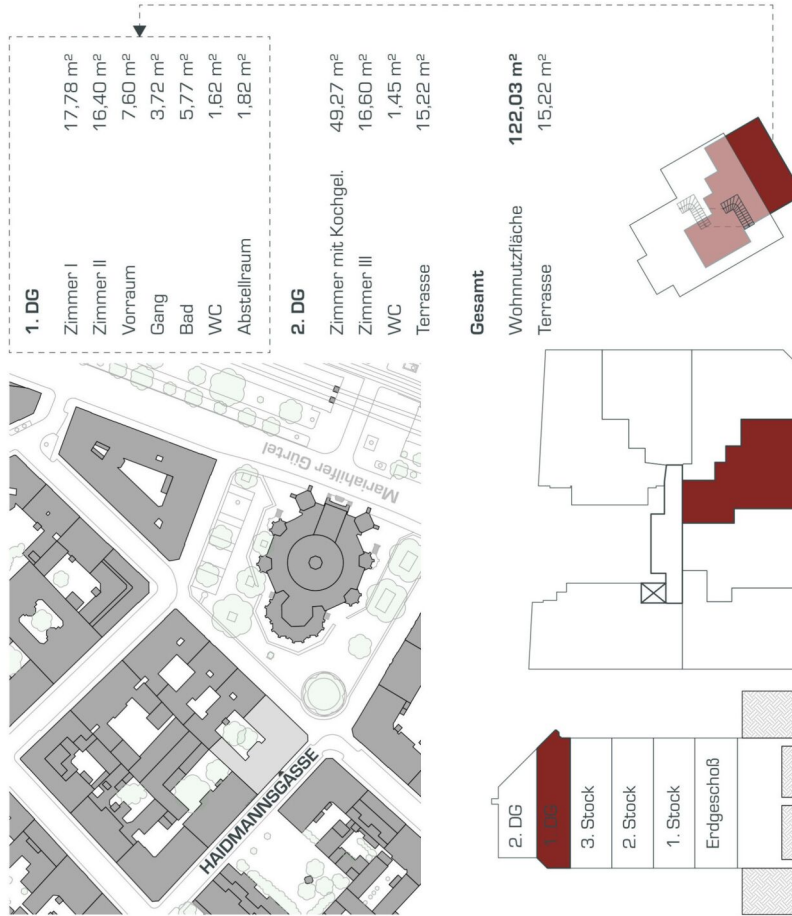 1. DG
Zimmer I 17,78 m²
Zimmer II 16,40 m²
Vorraum 7,60 m²
Gang 3,72 m²
Bad 5,77 m²
WC 1,62 m²
Abstellraum 1,82 m²
2. DG
Zimmer mit Kochgel. 49,27 m²
Zimmer III 16,60 m²
WC 1,45 m²
Terrasse 15,22 m²
Gesamt
Wohnnutzfläche 122,03 m²
Terrasse 15,22 m²
Mariahilfer Gürtel
HAIDMANNSGASSE
2. DG
1. DG
3. Stock
2. Stock
1. Stock
Erdgeschoß